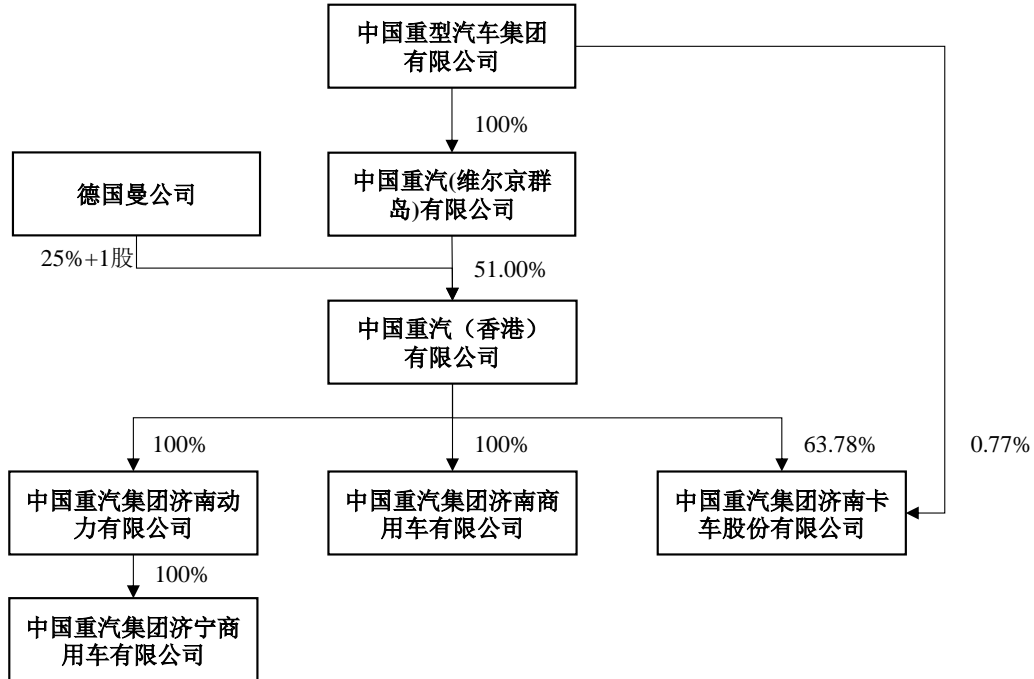 中国重型汽车集团
有限公司
100%
德国曼公司
中国重汽(维尔京群
岛)有限公司
25%+1股
51.00%
中国重汽（香港）
有限公司
100%
100%
63.78%
0.77%
中国重汽集团济南动
力有限公司
中国重汽集团济南商
用车有限公司
中国重汽集团济南卡
车股份有限公司
100%
中国重汽集团济宁商
用车有限公司